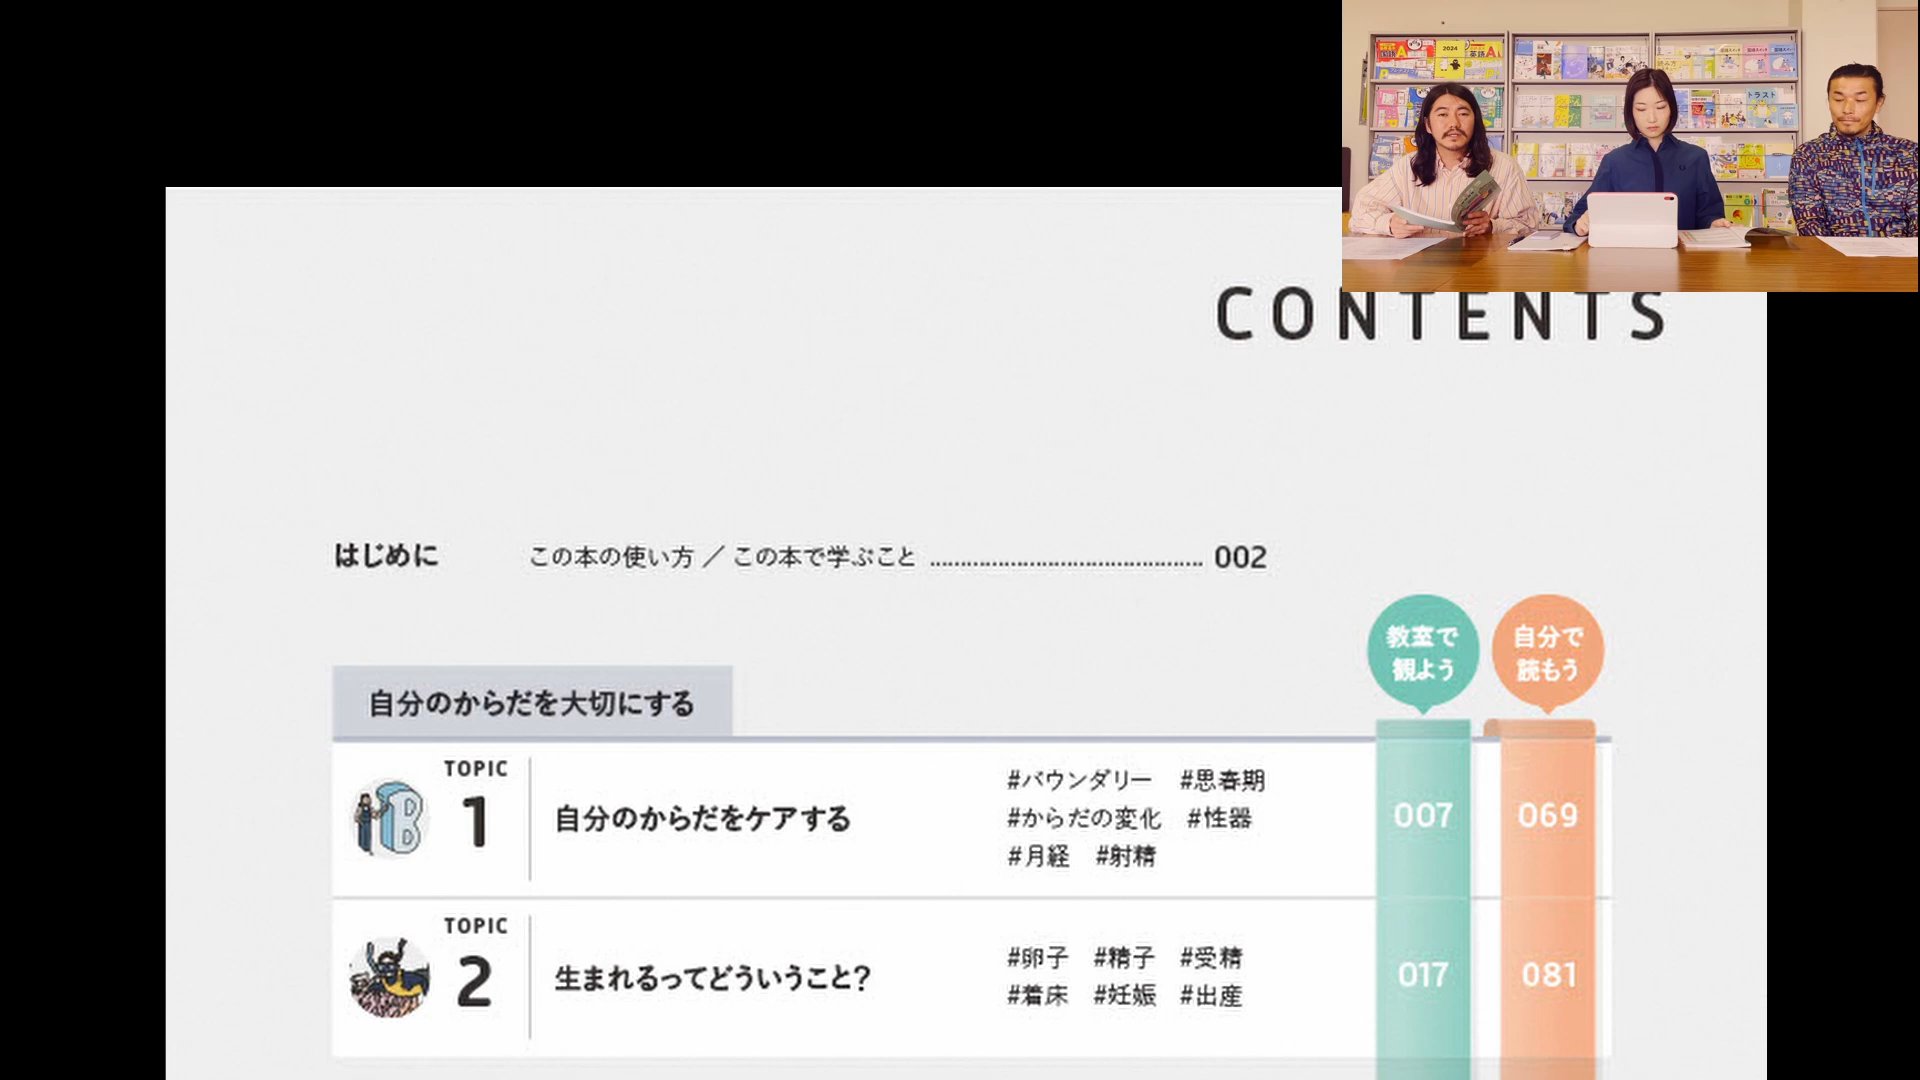 CONTENTS
はじめに この本の使い方 ／ この本で学ぶこと 002
教室で
観よう
自分で
読もう
自分のからだを大切にする
TOPIC
1
自分のからだをケアする
#バウンダリー #思春期
#からだの変化 #性器
#月経 #射精
007 069
TOPIC
2
生まれるってどういうこと?
#卵子 #精子 #受精
#着床 #妊娠 #出産
017 081
2024
トラスト